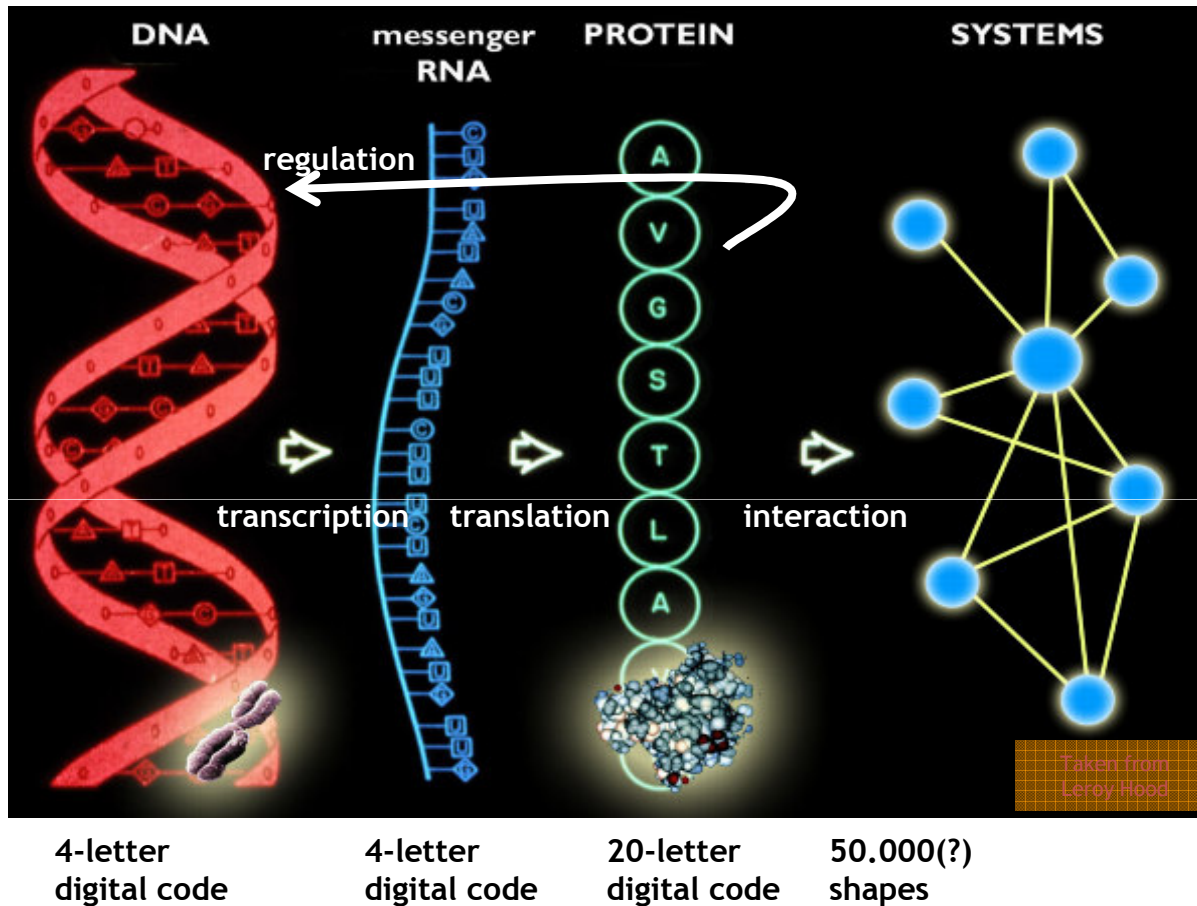 DNA
messenger
RNA
PROTEIN
SYSTEMS
regulation
transcription
translation
interaction
G
A T
C G
A T
A T
T A
G C
C
A T
A T
G C
A T
G
C
U
U
A
U
A
C
G
U
U
U
C
U
U
U
C
U
A
G
U
A
U
G
U
U
G
A
V
G
S
T
L
A
Taken from
Leroy Hood
4-letter
digital code
4-letter
digital code
20-letter
digital code
50.000(?)
shapes